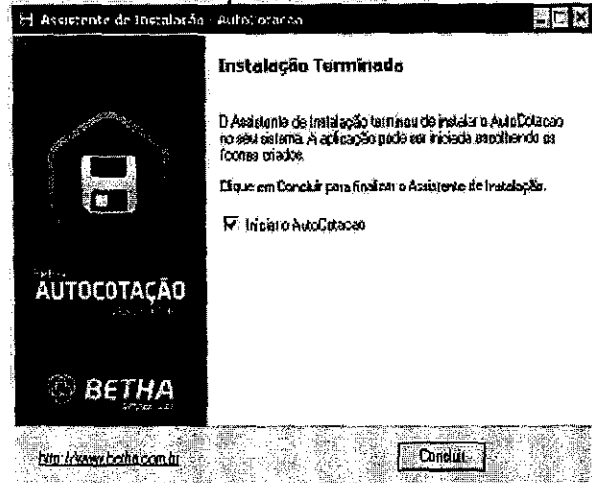 Assistente de Instalação - AutoCotacao
Instalação Terminada
O Assistente de Instalação terminou de instalar o AutoCotacao
no seu sistema. A aplicação pode ser iniciada escolhendo os
ícones criados.
Clique em Concluir para finalizar o Assistente de Instalação.
Iniciar o AutoCotacao
AUTOCOTAÇÃO
BETHA
http://www.betha.com.br
Concluir